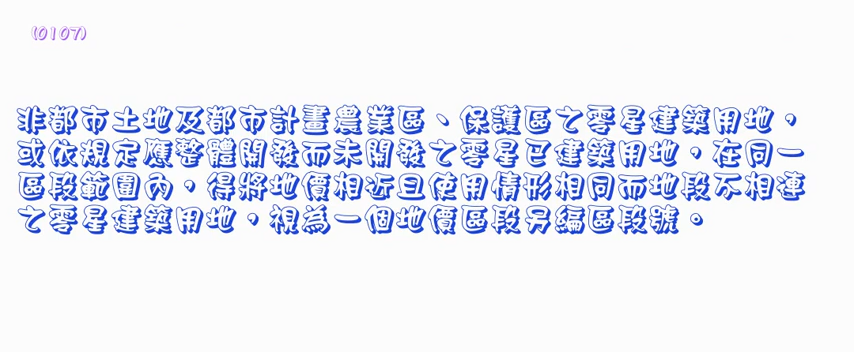 (0107)
非都市土地及都市計畫農業區、保護區之零星建築用地，
或依規定應整體開發而未開發之零星已建築用地，在同一
區段範圍內，得將地價相近且使用情形相同而地段不相連
之零星建築用地，視為一個地價區段另編區段號。